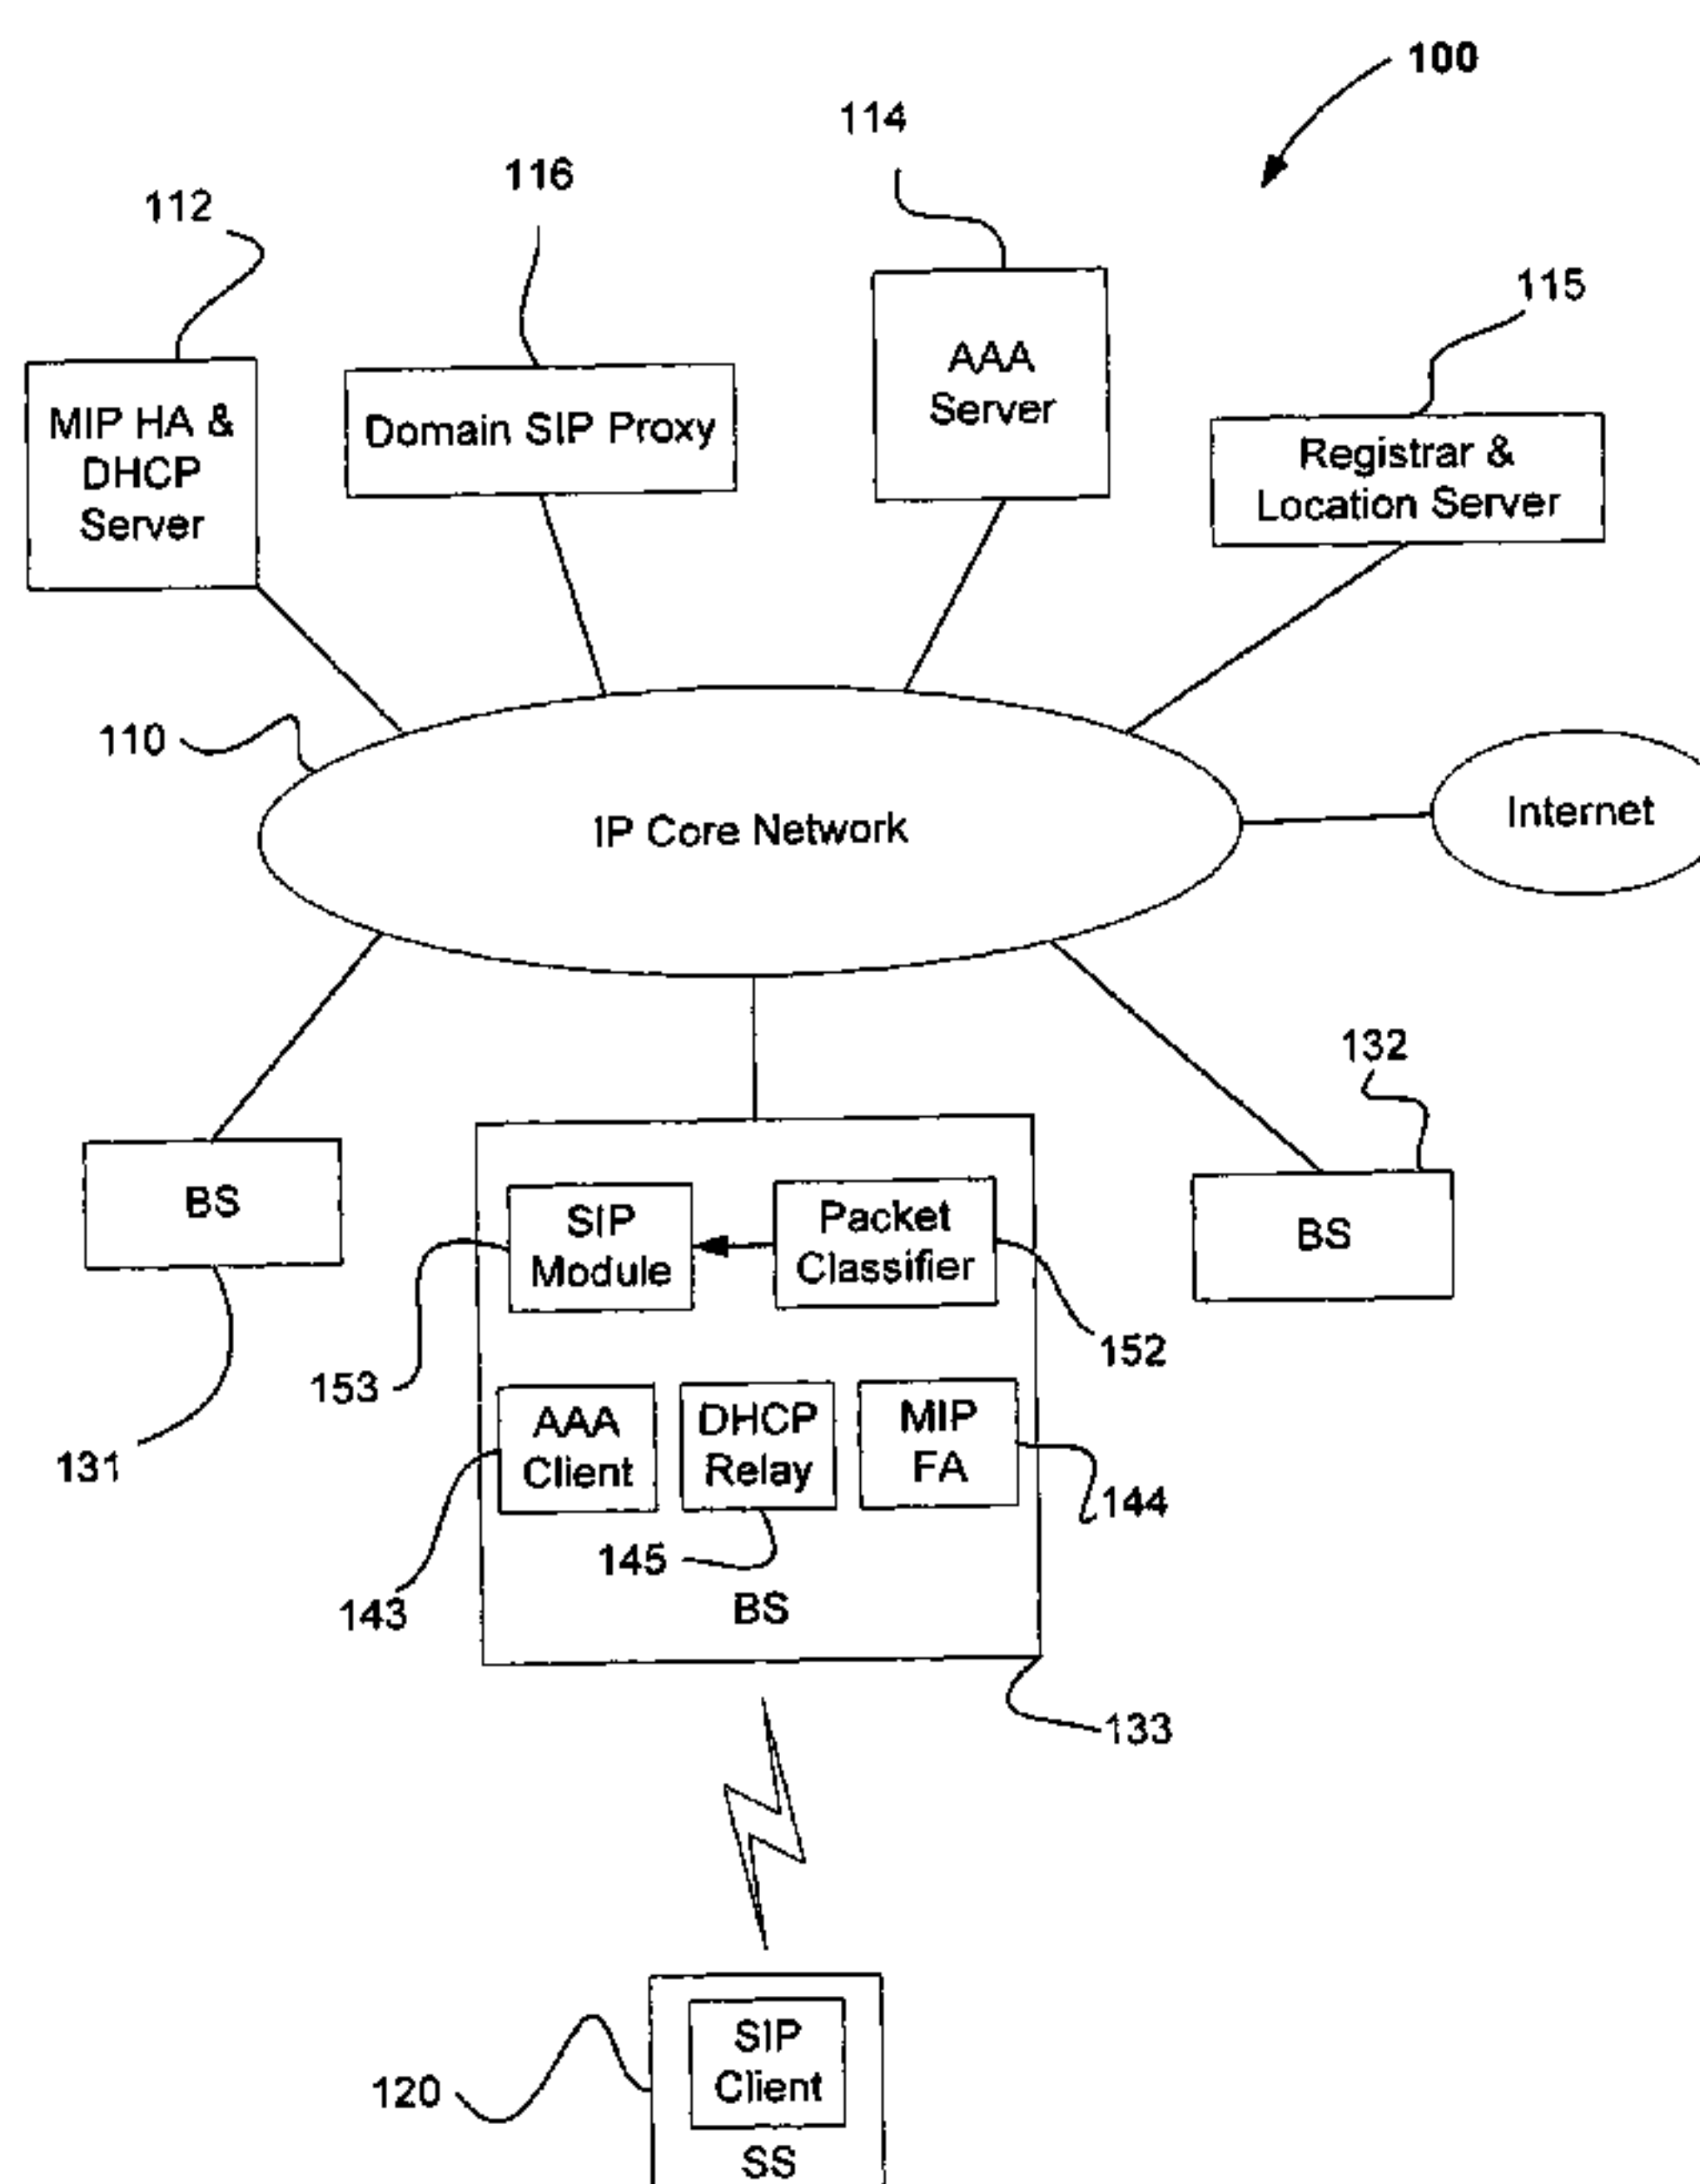 100
114
116
112
115
MIP HA &
DHCP
Server
Domain SIP Proxy
AAA
Server
Registrar &
Location Server
110
IP Core Network
Internet
132
BS
SIP
Module
Packet
Classifier
BS
153
152
131
AAA
Client
DHCP
Relay
MIP
FA
144
145
143
BS
133
SIP
Client
120
SS